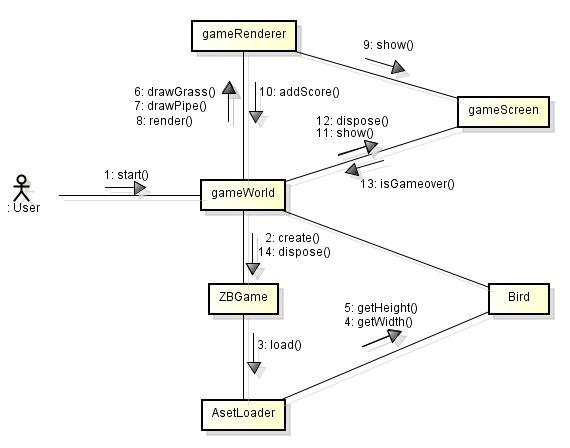 gameRenderer
9: show()
6: drawGrass()
7: drawPipe()
8: render()
10: addScore()
gameScreen
12: dispose()
11: show()
1: start()
13: isGameover()
: User
gameWorld
2: create()
14: dispose()
ZBGame
Bird
5: getHeight()
4: getWidth()
3: load()
AsetLoader